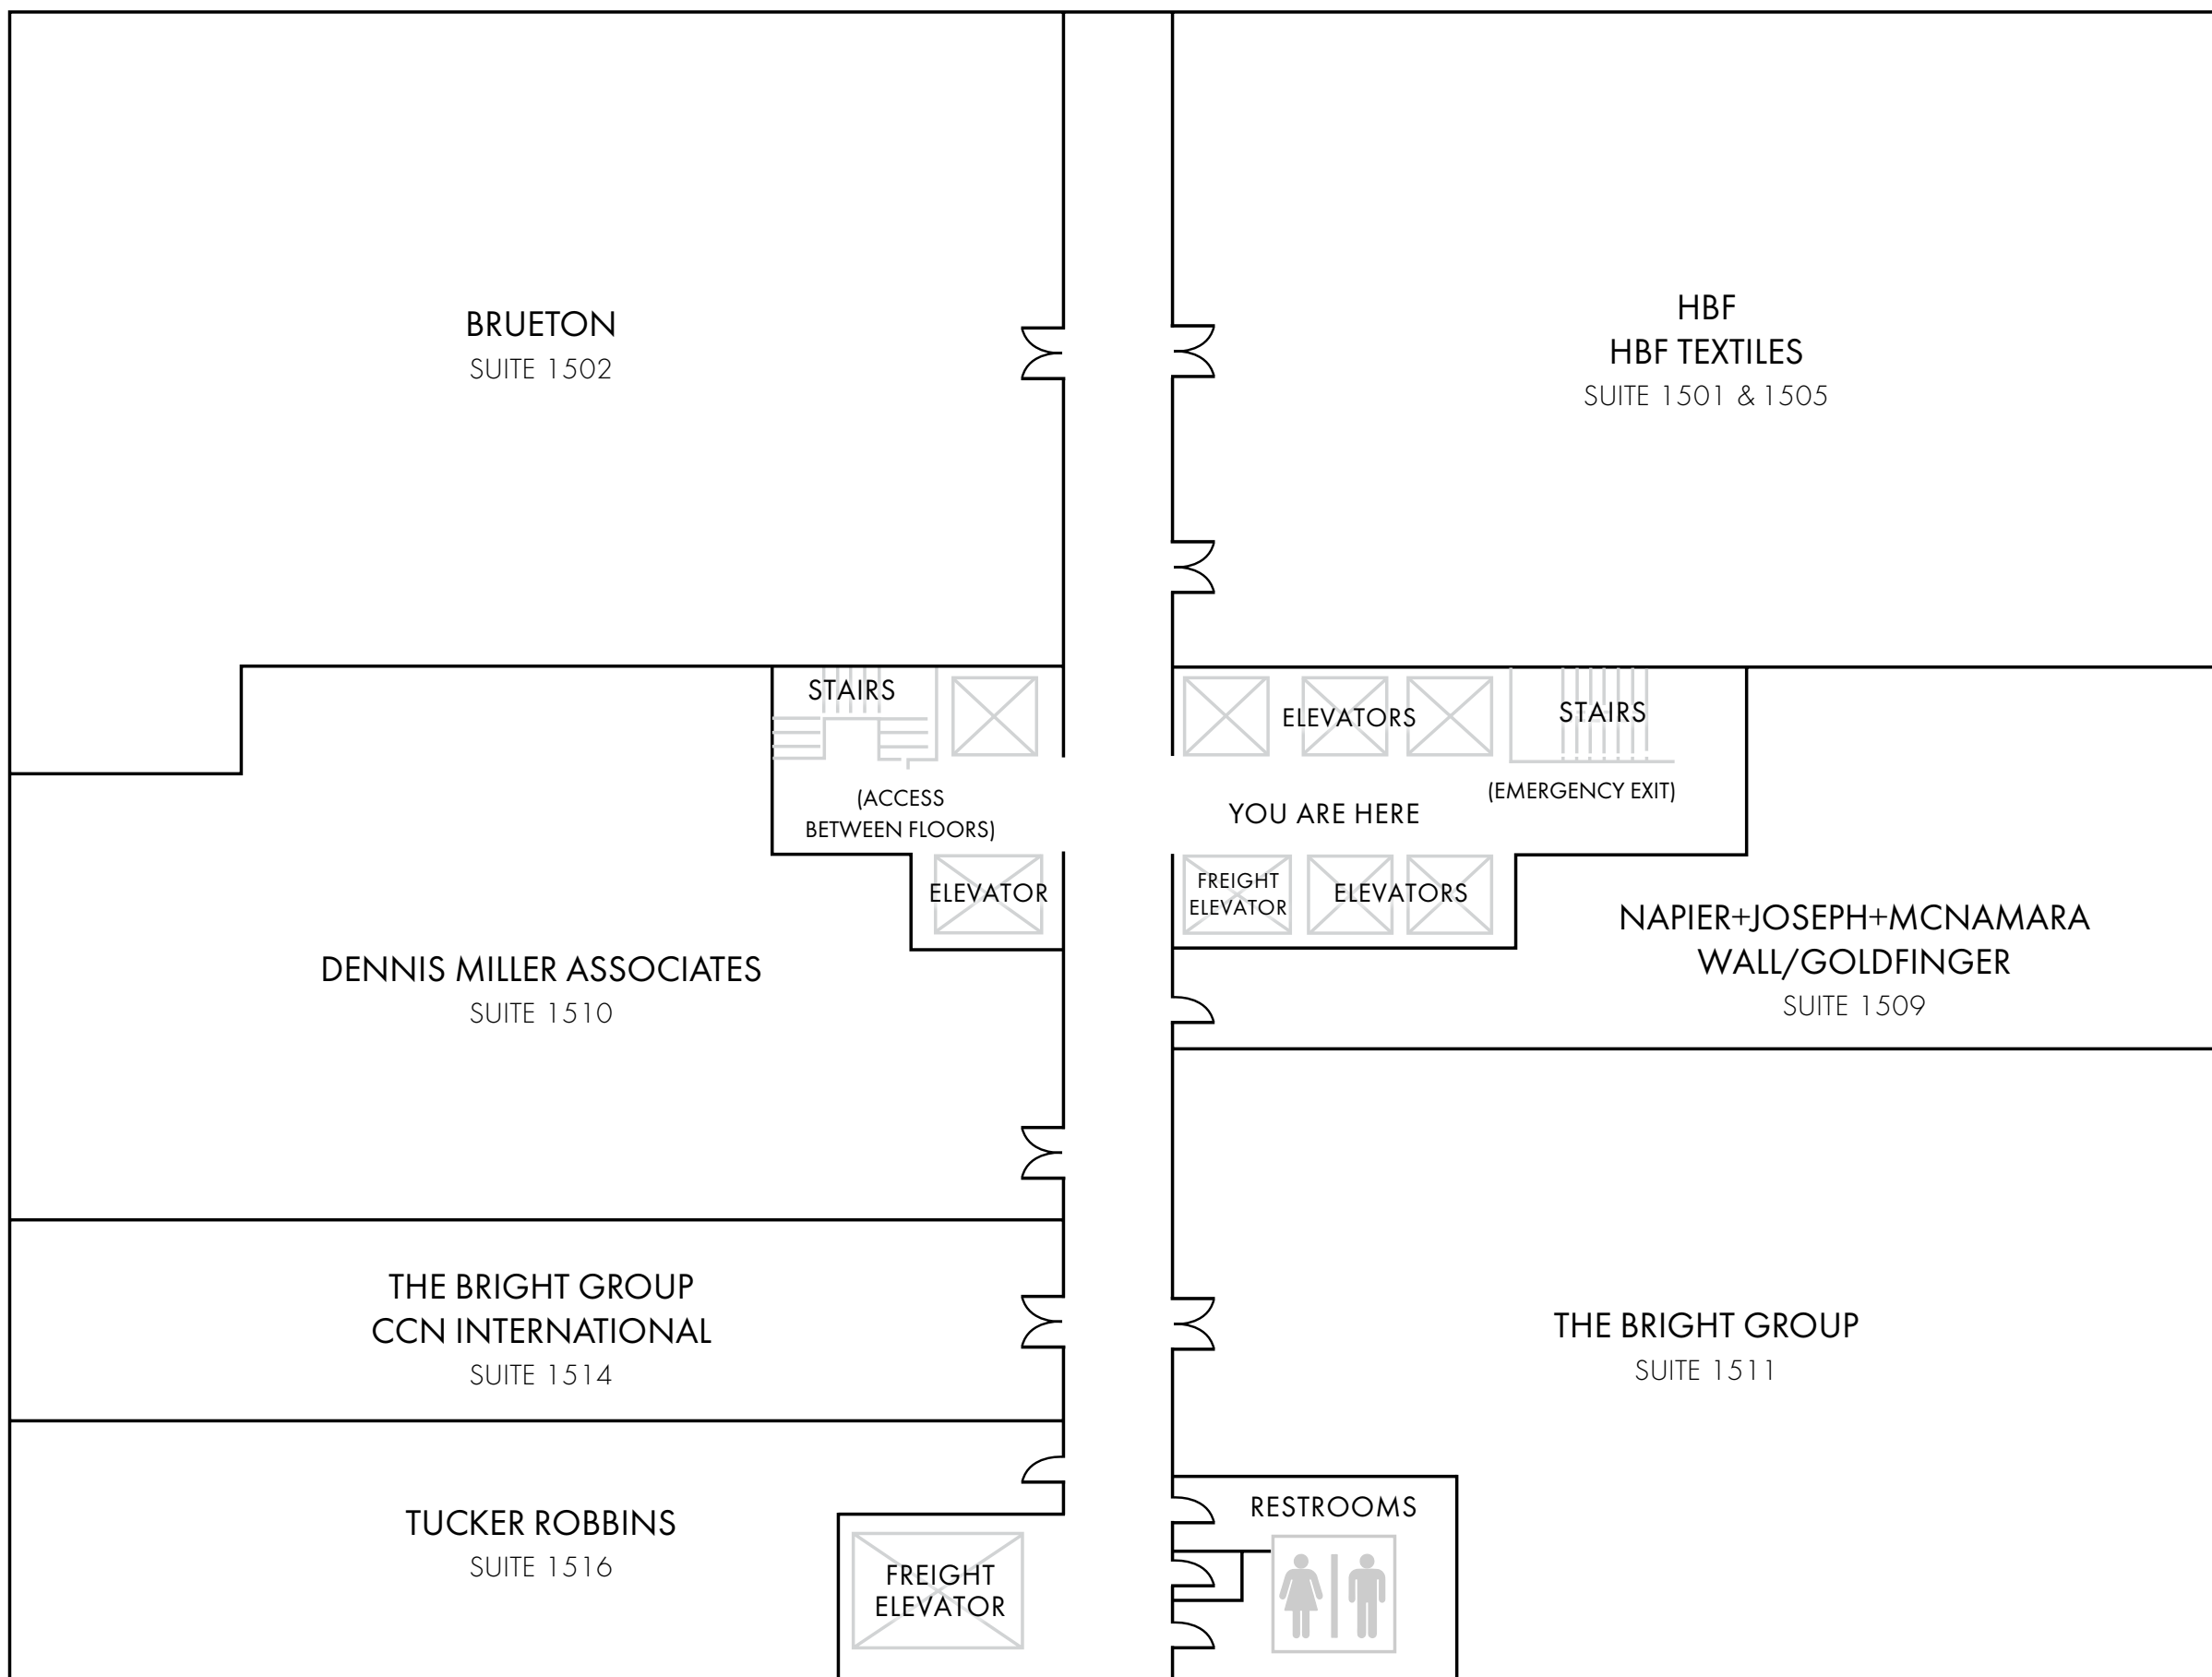 BRUETON
SUITE 1502
HBF
HBF TEXTILES
SUITE 1501 & 1505
STAIRS
(ACCESS
BETWEEN FLOORS)
ELEVATOR
ELEVATORS
STAIRS
(EMERGENCY EXIT)
YOU ARE HERE
FREIGHT
ELEVATOR
ELEVATORS
DENNIS MILLER ASSOCIATES
SUITE 1510
NAPIER+JOSEPH+MCNAMARA
WALL/GOLDFINGER
SUITE 1509
THE BRIGHT GROUP
CCN INTERNATIONAL
SUITE 1514
THE BRIGHT GROUP
SUITE 1511
TUCKER ROBBINS
SUITE 1516
FREIGHT
ELEVATOR
RESTROOMS